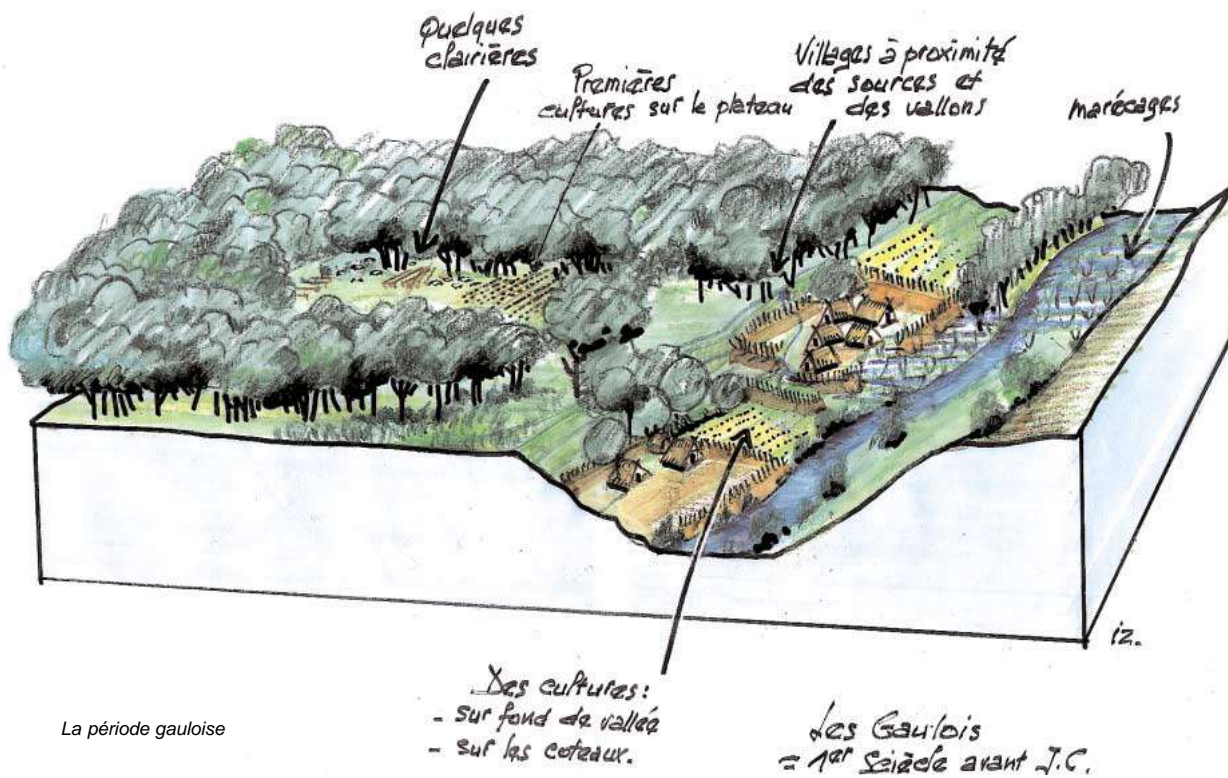 Quelques
clairières
Premières
cultures sur le plateau
Villages à proximité
des sources et
des vallons
marécages
iz.
Des cultures:
- sur fond de vallée
- sur les coteaux.
La période gauloise
Les Gaulois
= 1er Sciècle avant J.C.